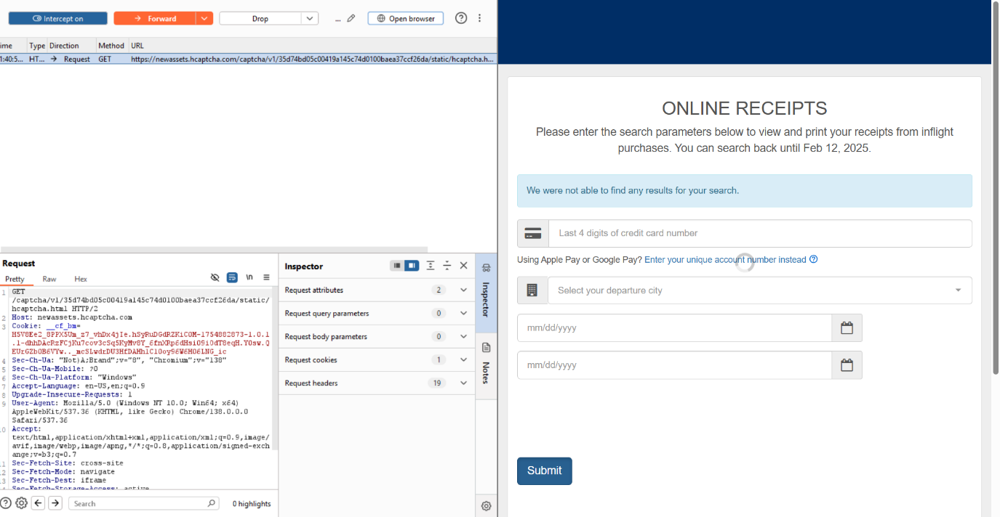 Intercept on
Forward
Drop
...
Open browser
ime Type Direction Method URL
1:40:5... HT... → Request GET https://newassets.hcaptcha.com/captcha/v1/35d74bd05c00419a145c74d0100baea37ccf26da/static/hcaptcha.h...
Request
Pretty Raw Hex
\n
1 GET
/captcha/v1/35d74bd05c00419a145c74d0100baea37ccf26da/static/
hcaptcha.html HTTP/2
2 Host: newassets.hcaptcha.com
3 Cookie: __cf_bm=
4 Sec-Ch-Ua: "Not)A;Brand";v="8", "Chromium";v="138"
5 Sec-Ch-Ua-Mobile: ?0
6 Sec-Ch-Ua-Platform: "Windows"
7 Accept-Language: en-US,en;q=0.9
8 Upgrade-Insecure-Requests: 1
9 User-Agent: Mozilla/5.0 (Windows NT 10.0; Win64; x64)
AppleWebKit/537.36 (KHTML, like Gecko) Chrome/138.0.0.0
Safari/537.36
0 Accept:
text/html,application/xhtml+xml,application/xml;q=0.9,image/
avif,image/webp,image/apng,*/*;q=0.8,application/signed-exch
ange;v=b3;q=0.7
1 Sec-Fetch-Site: cross-site
2 Sec-Fetch-Mode: navigate
3 Sec-Fetch-Dest: iframe
4 Sec-Fetch-Storage-Access: active
Search
0 highlights
Inspector
Request attributes 2
Request query parameters 0
Request body parameters 0
Request cookies 1
Request headers 19
Inspector
Notes
ONLINE RECEIPTS
Please enter the search parameters below to view and print your receipts from inflight
purchases. You can search back until Feb 12, 2025.
We were not able to find any results for your search.
Last 4 digits of credit card number
Using Apple Pay or Google Pay? Enter your unique account number instead
Select your departure city
mm/dd/yyyy
mm/dd/yyyy
Submit